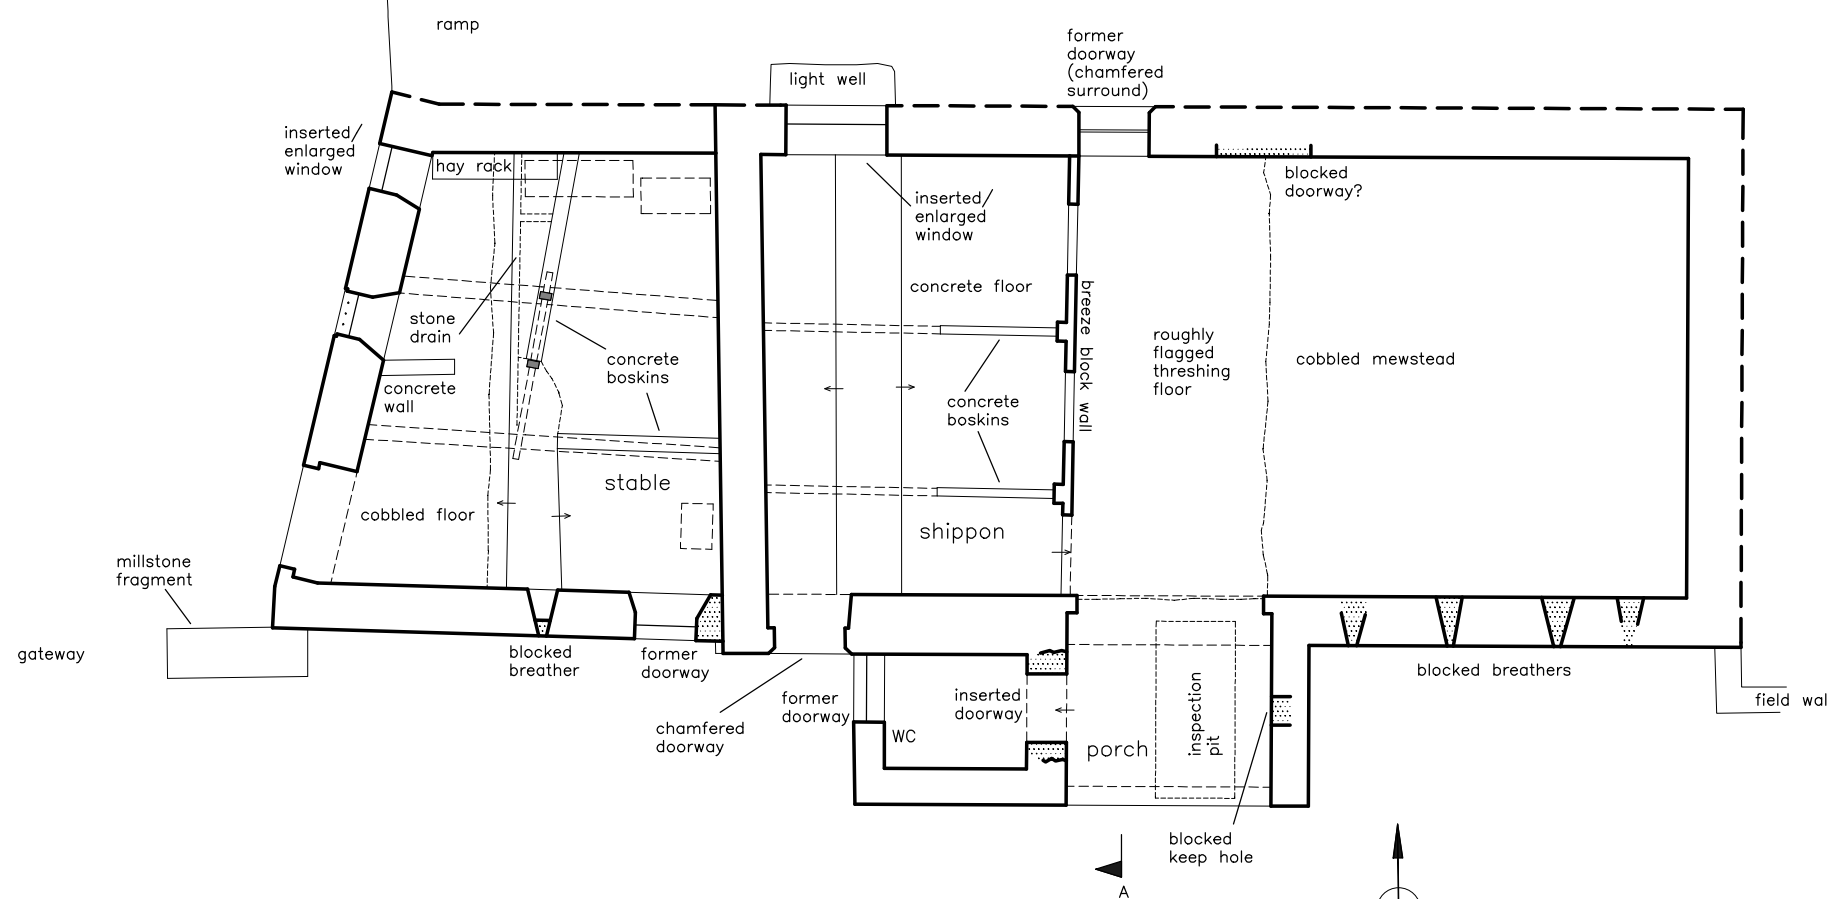 ramp
former
doorway
(chamfered
surround)
light well
inserted/
enlarged
window
hay rack
blocked
doorway?
inserted/
enlarged
window
concrete floor
breeze block wall
stone
drain
roughly
flagged
threshing
floor
cobbled mewstead
concrete
boskins
concrete
wall
concrete
boskins
stable
cobbled floor
shippon
millstone
fragment
gateway
blocked
breather
former
doorway
blocked breathers
former
doorway
inserted
doorway
inspection
pit
field wal
chamfered
doorway
WC
porch
blocked
keep hole
A